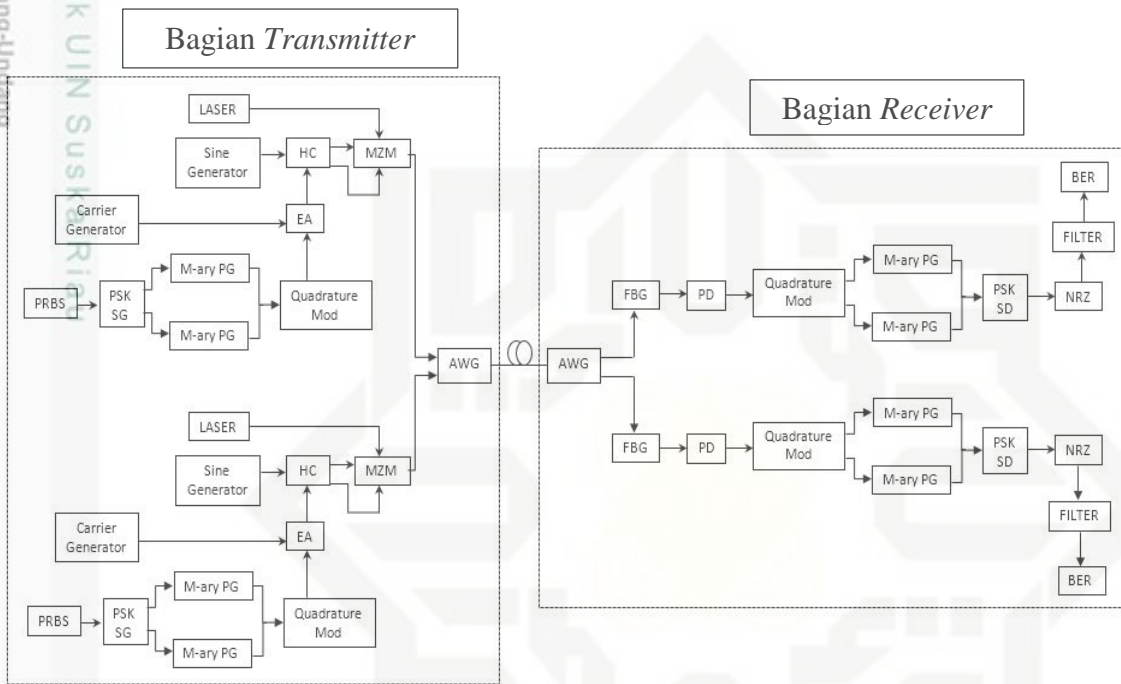 Bagian Transmitter
LASER
Sine
Generator
HC
MZM
Carrier
Generator
EA
M-ary PG
PRBS
PSK
SG
Quadrature
Mod
M-ary PG
AWG
LASER
Sine
Generator
HC
MZM
Carrier
Generator
EA
M-ary PG
PRBS
PSK
SG
Quadrature
Mod
M-ary PG
Bagian Receiver
BER
FILTER
M-ary PG
FBG
PD
Quadrature
Mod
PSK
SD
NRZ
M-ary PG
AWG
M-ary PG
FBG
PD
Quadrature
Mod
PSK
SD
NRZ
M-ary PG
FILTER
BER
k UIN Suska Riau